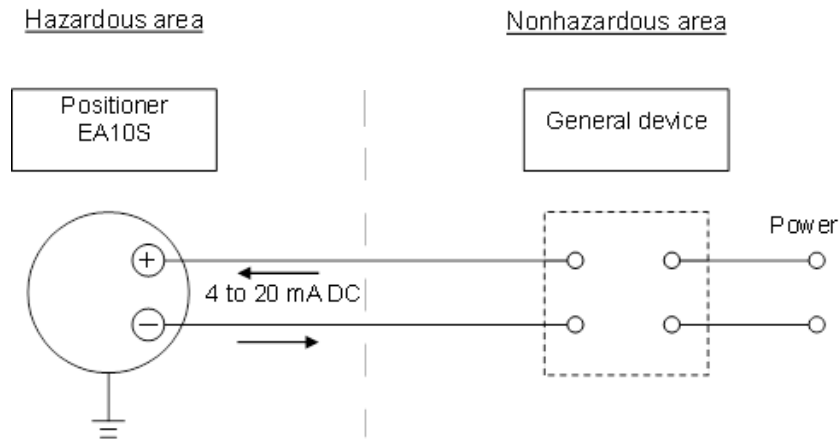 Hazardous area
Nonhazardous area
Positioner
EA10S
General device
Power
+
4 to 20 mA DC
−